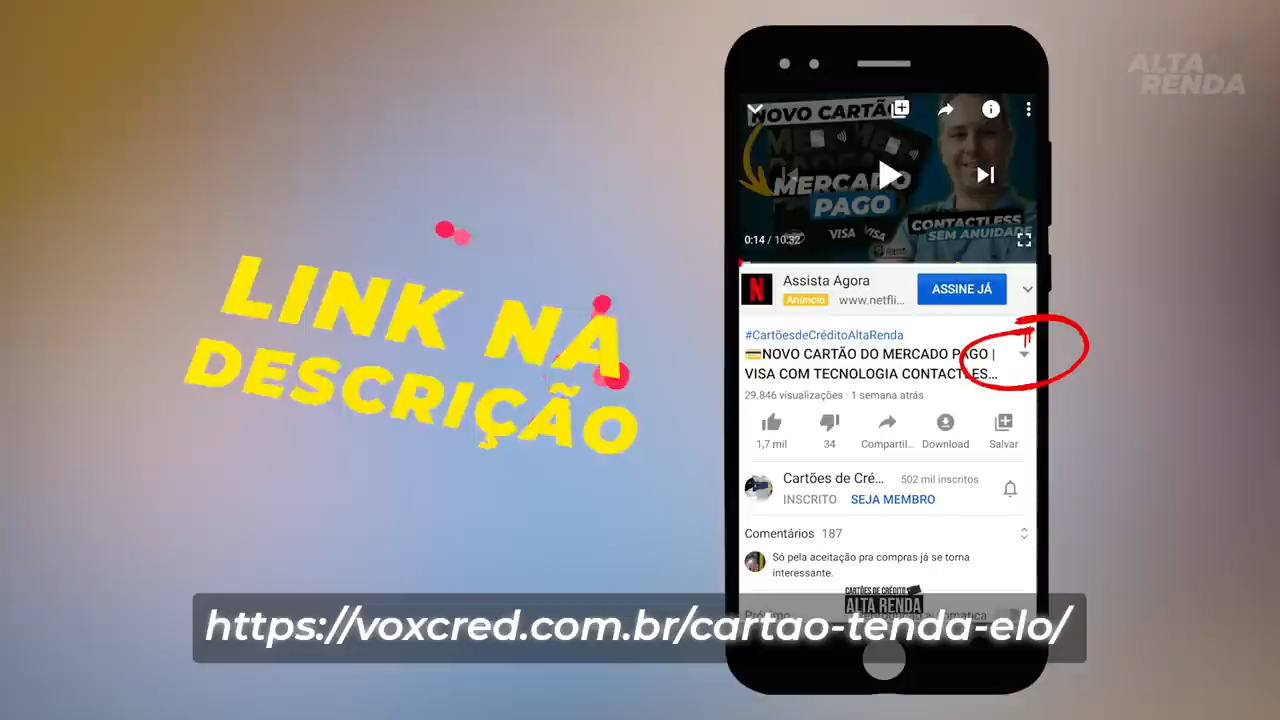 ALTA
RENDA
NOVO CARTÃO
MERCADO
PAGO
CONTACTLESS
SEM ANUIDADE
VISA
VISA
0:14 / 10:32
N
Assista Agora
Anúncio www.netfli...
ASSINE JÁ
#CartõesdeCréditoAltaRenda
NOVO CARTÃO DO MERCADO PAGO |
VISA COM TECNOLOGIA CONTACTLES...
29.846 visualizações · 1 semana atrás
1,7 mil
34
Compartil...
Download
Salvar
Cartões de Cré...
502 mil inscritos
INSCRITO
SEJA MEMBRO
Comentários 187
Só pela aceitação pra compras já se torna
interessante.
CARTÕES DE CRÉDITO
ALTA RENDA
LINK NA
DESCRIÇÃO
https://voxcred.com.br/cartao-tenda-elo/